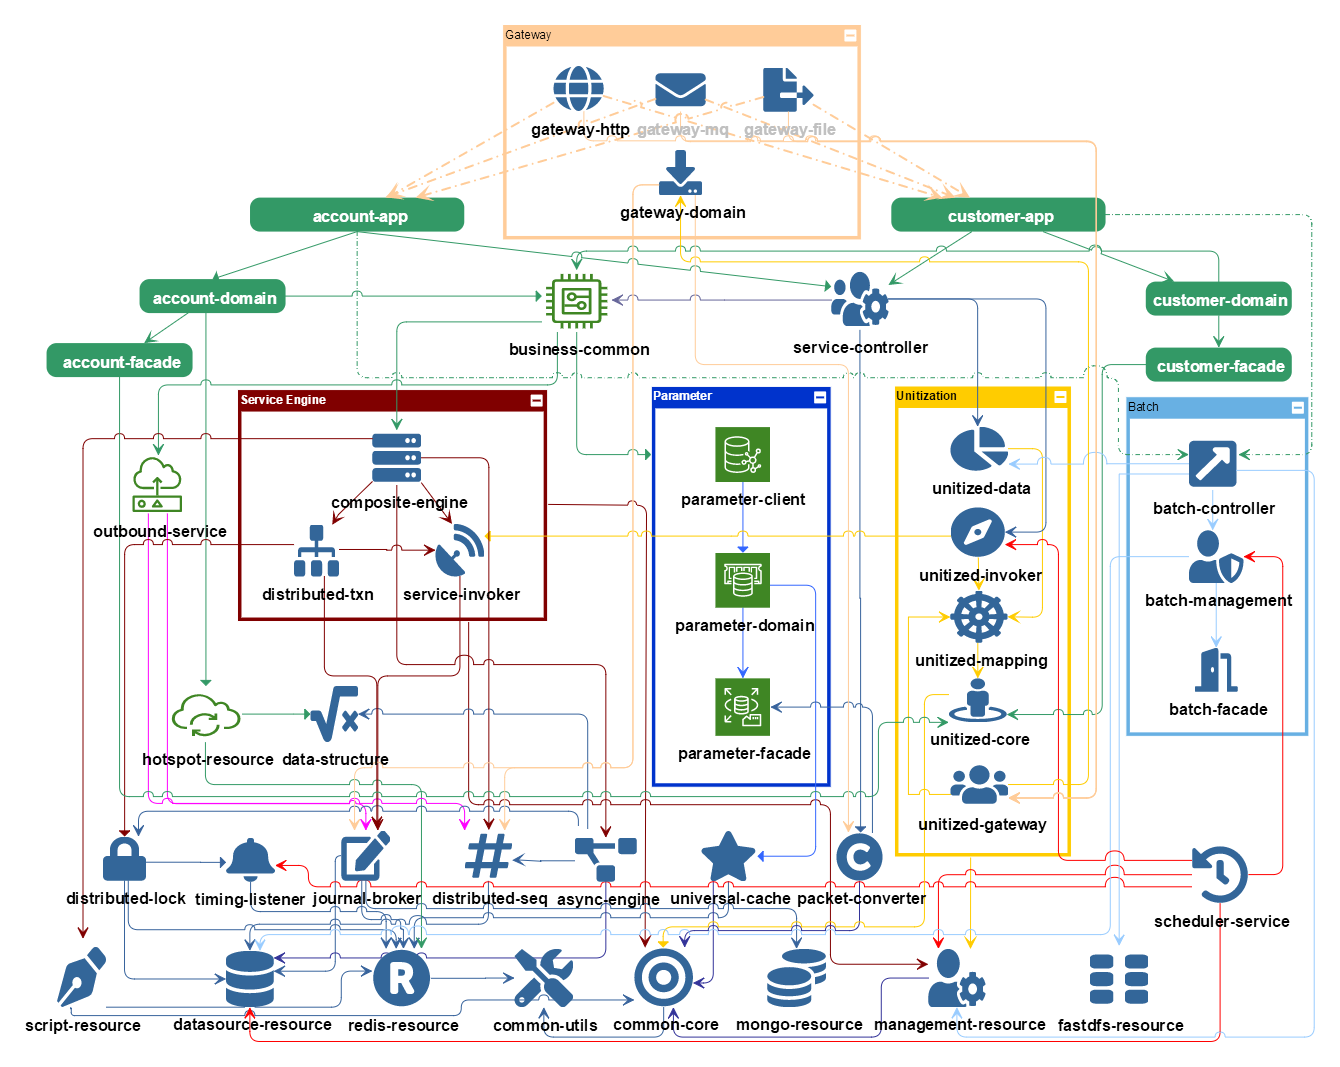 Gateway
gateway-http
gateway-mq
gateway-file
gateway-domain
account-app
customer-app
account-domain
customer-domain
business-common
service-controller
account-facade
customer-facade
Service Engine
Parameter
Unitization
Batch
composite-engine
parameter-client
unitized-data
batch-controller
outbound-service
distributed-txn
service-invoker
unitized-invoker
batch-management
parameter-domain
unitized-mapping
batch-facade
hotspot-resource
data-structure
parameter-facade
unitized-core
unitized-gateway
distributed-lock
timing-listener
journal-broker
distributed-seq
async-engine
universal-cache
packet-converter
scheduler-service
script-resource
datasource-resource
R
redis-resource
common-utils
common-core
mongo-resource
management-resource
fastdfs-resource